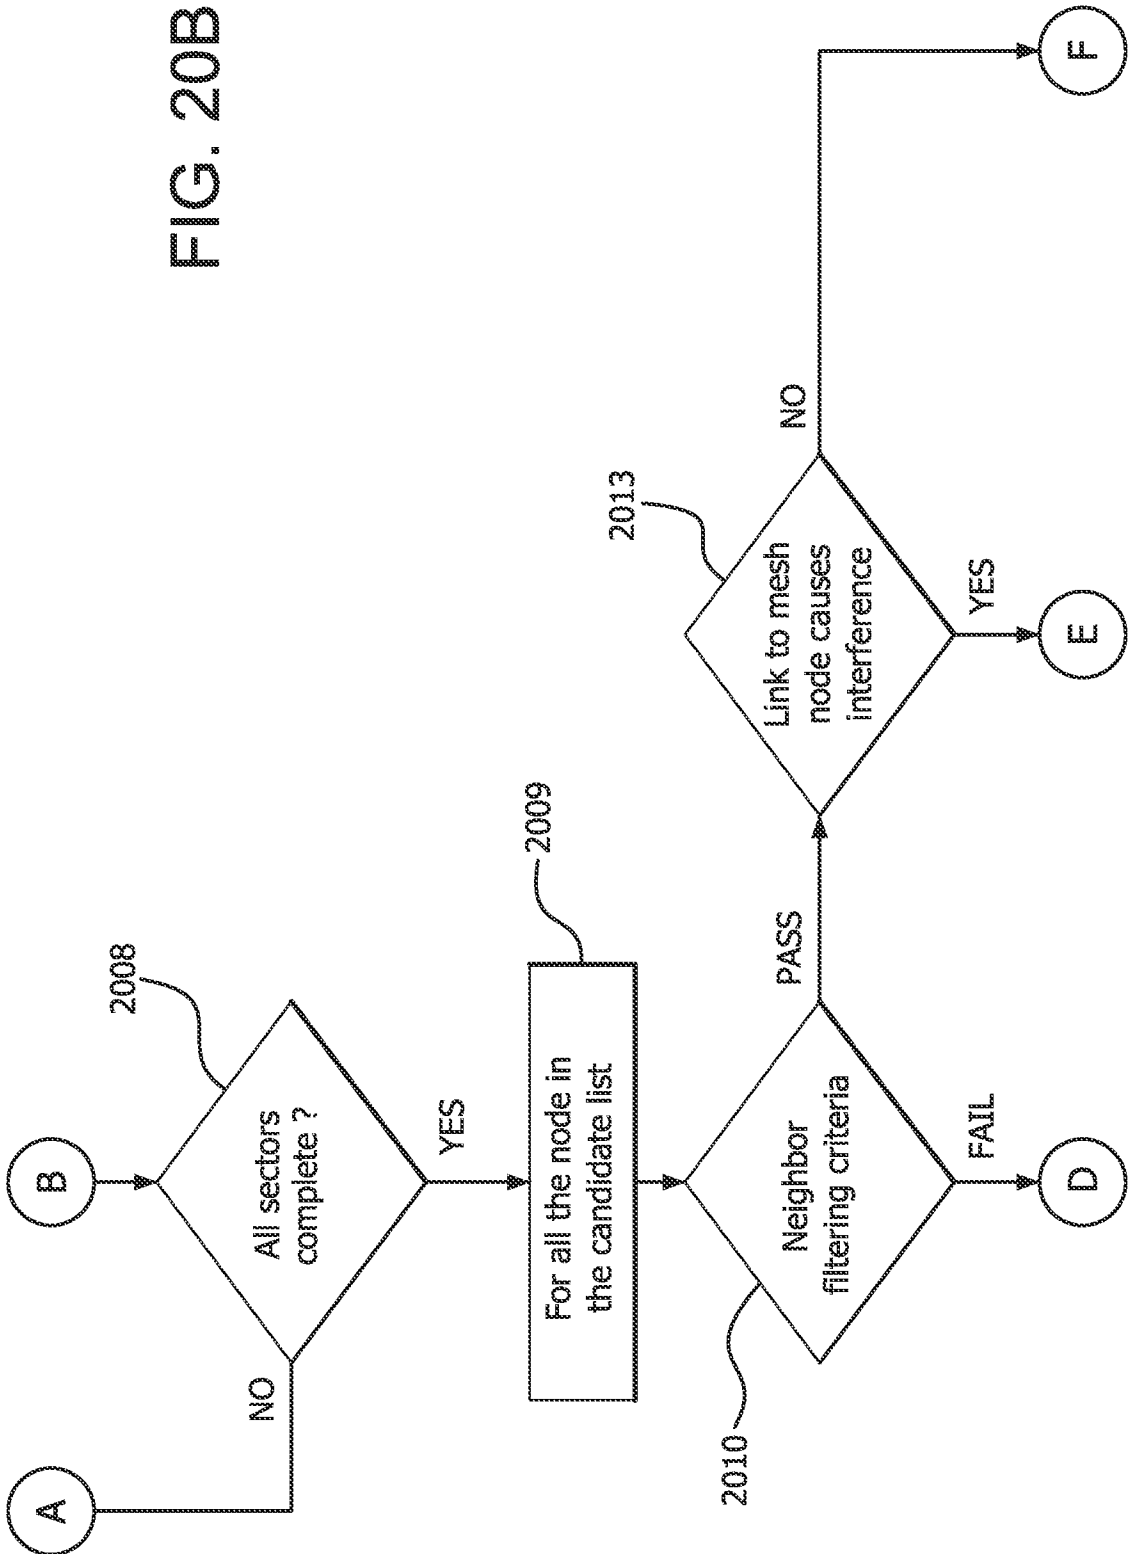 FIG. 20B
A
B
NO
All sectors
complete ?
2008
YES
For all the node in
the candidate list
2009
2010
Neighbor
filtering criteria
PASS
FAIL
D
Link to mesh
node causes
interference
2013
NO
YES
E
F